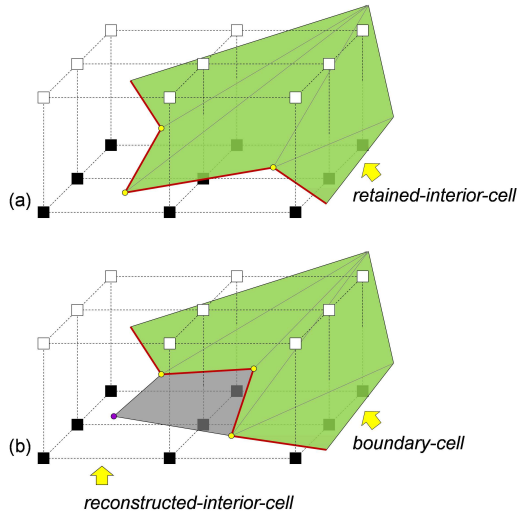 (a)
retained-interior-cell
(b)
boundary-cell
reconstructed-interior-cell